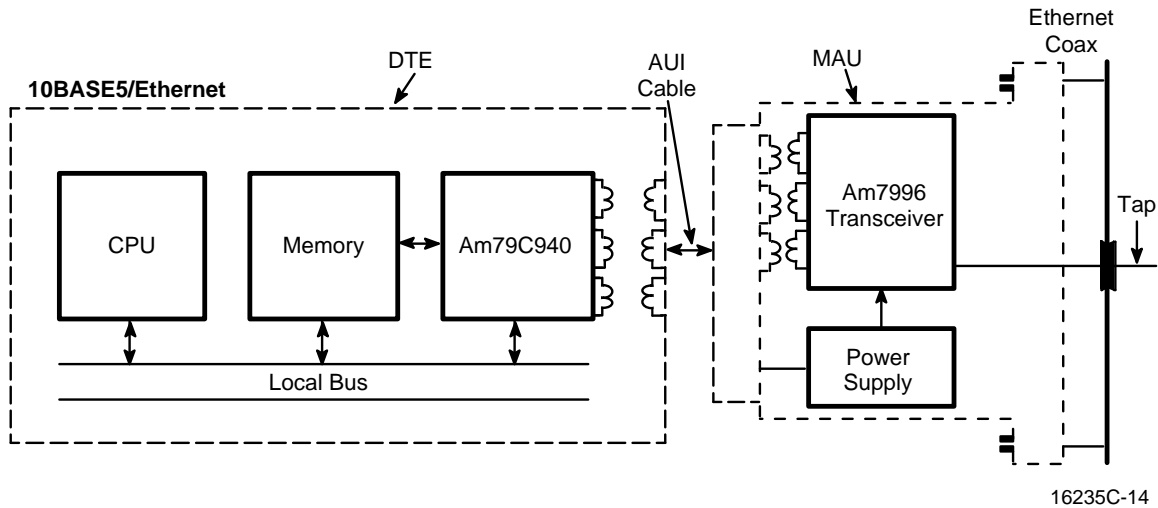 Ethernet
Coax
DTE
AUI
Cable
MAU
10BASE5/Ethernet
CPU
Memory
Am79C940
Am7996
Transceiver
Tap
Power
Supply
Local Bus
16235C-14